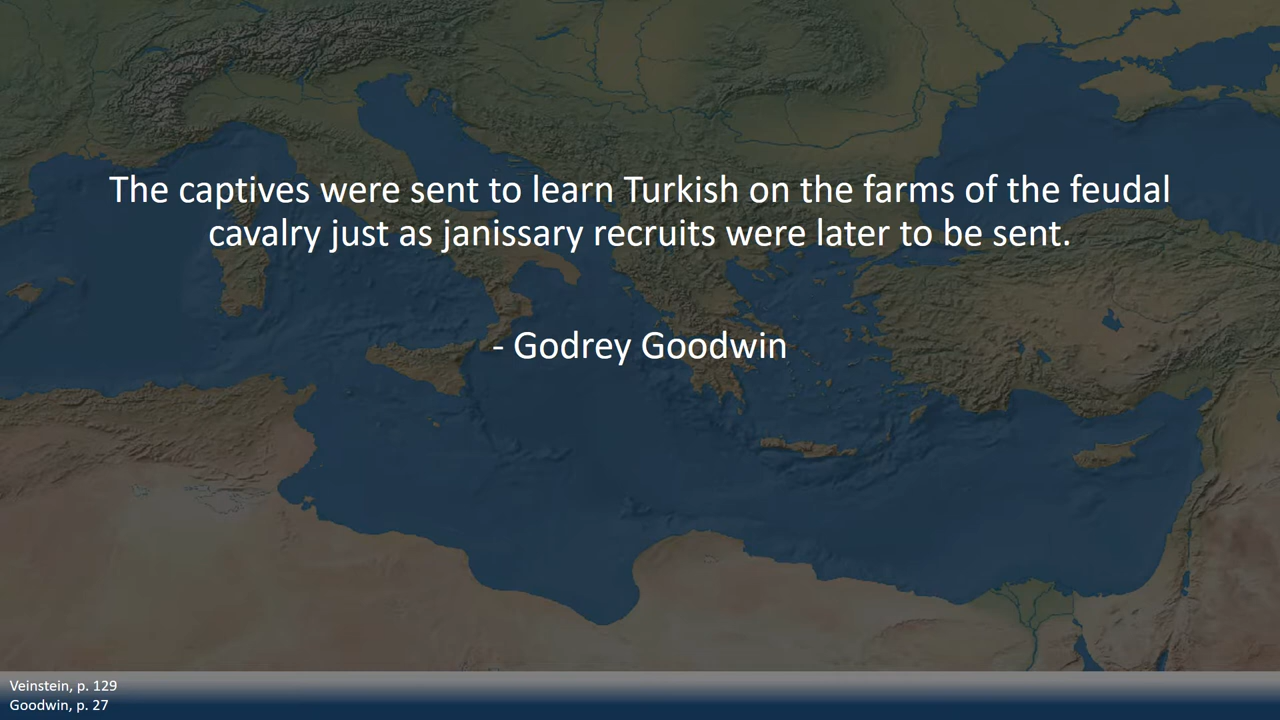 The captives were sent to learn Turkish on the farms of the feudal
cavalry just as janissary recruits were later to be sent.
- Godrey Goodwin
Veinstein, p. 129
Goodwin, p. 27